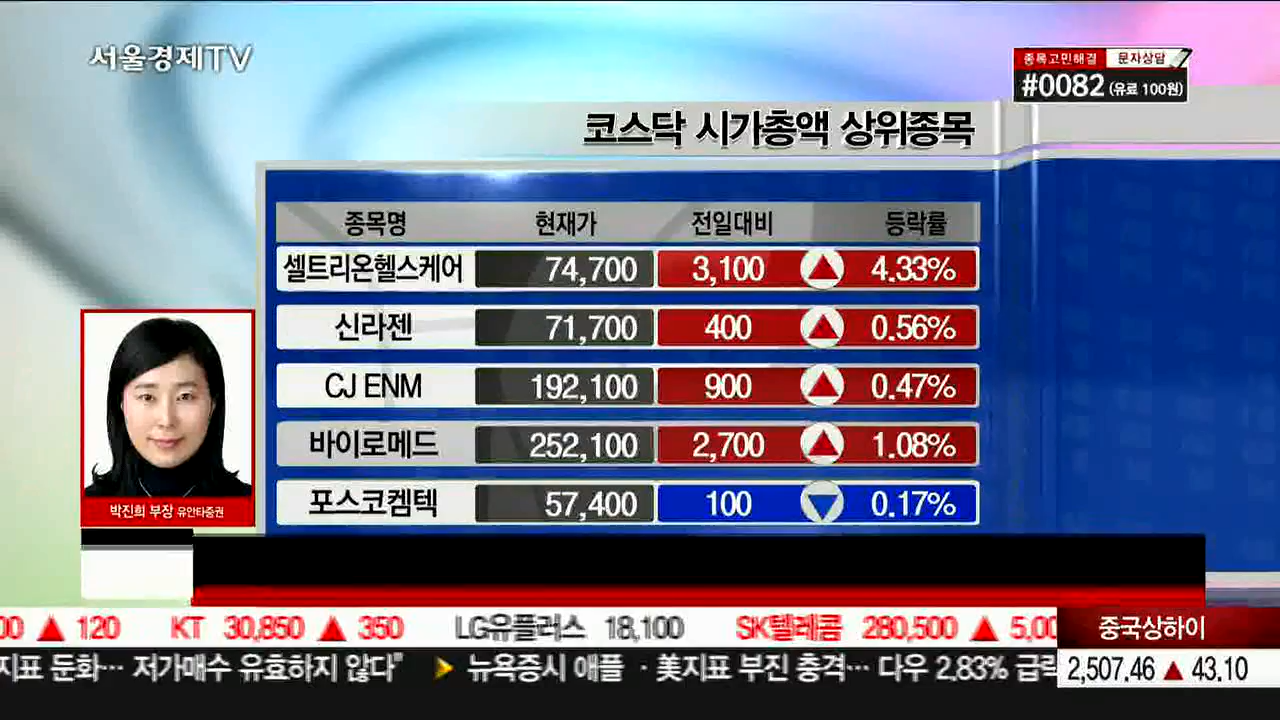 서울경제TV
종목고민해결 문자상담
#0082 (유료 100원)
코스닥 시가총액 상위종목
종목명 현재가 전일대비 등락률
셀트리온헬스케어 74,700 3,100 ▲ 4.33%
신라젠 71,700 400 ▲ 0.56%
CJ ENM 192,100 900 ▲ 0.47%
바이로메드 252,100 2,700 ▲ 1.08%
포스코켐텍 57,400 100 ▼ 0.17%
박진희 부장 유안타증권
00 ▲ 120 KT 30,850 ▲ 350 LG유플러스 18,100 SK텔레콤 280,500 ▲ 5,00
중국상하이
지표 둔화… 저가매수 유효하지 않다" ▶ 뉴욕증시 애플·美지표 부진 충격… 다우 2.83% 급락
2,507.46 ▲ 43.10